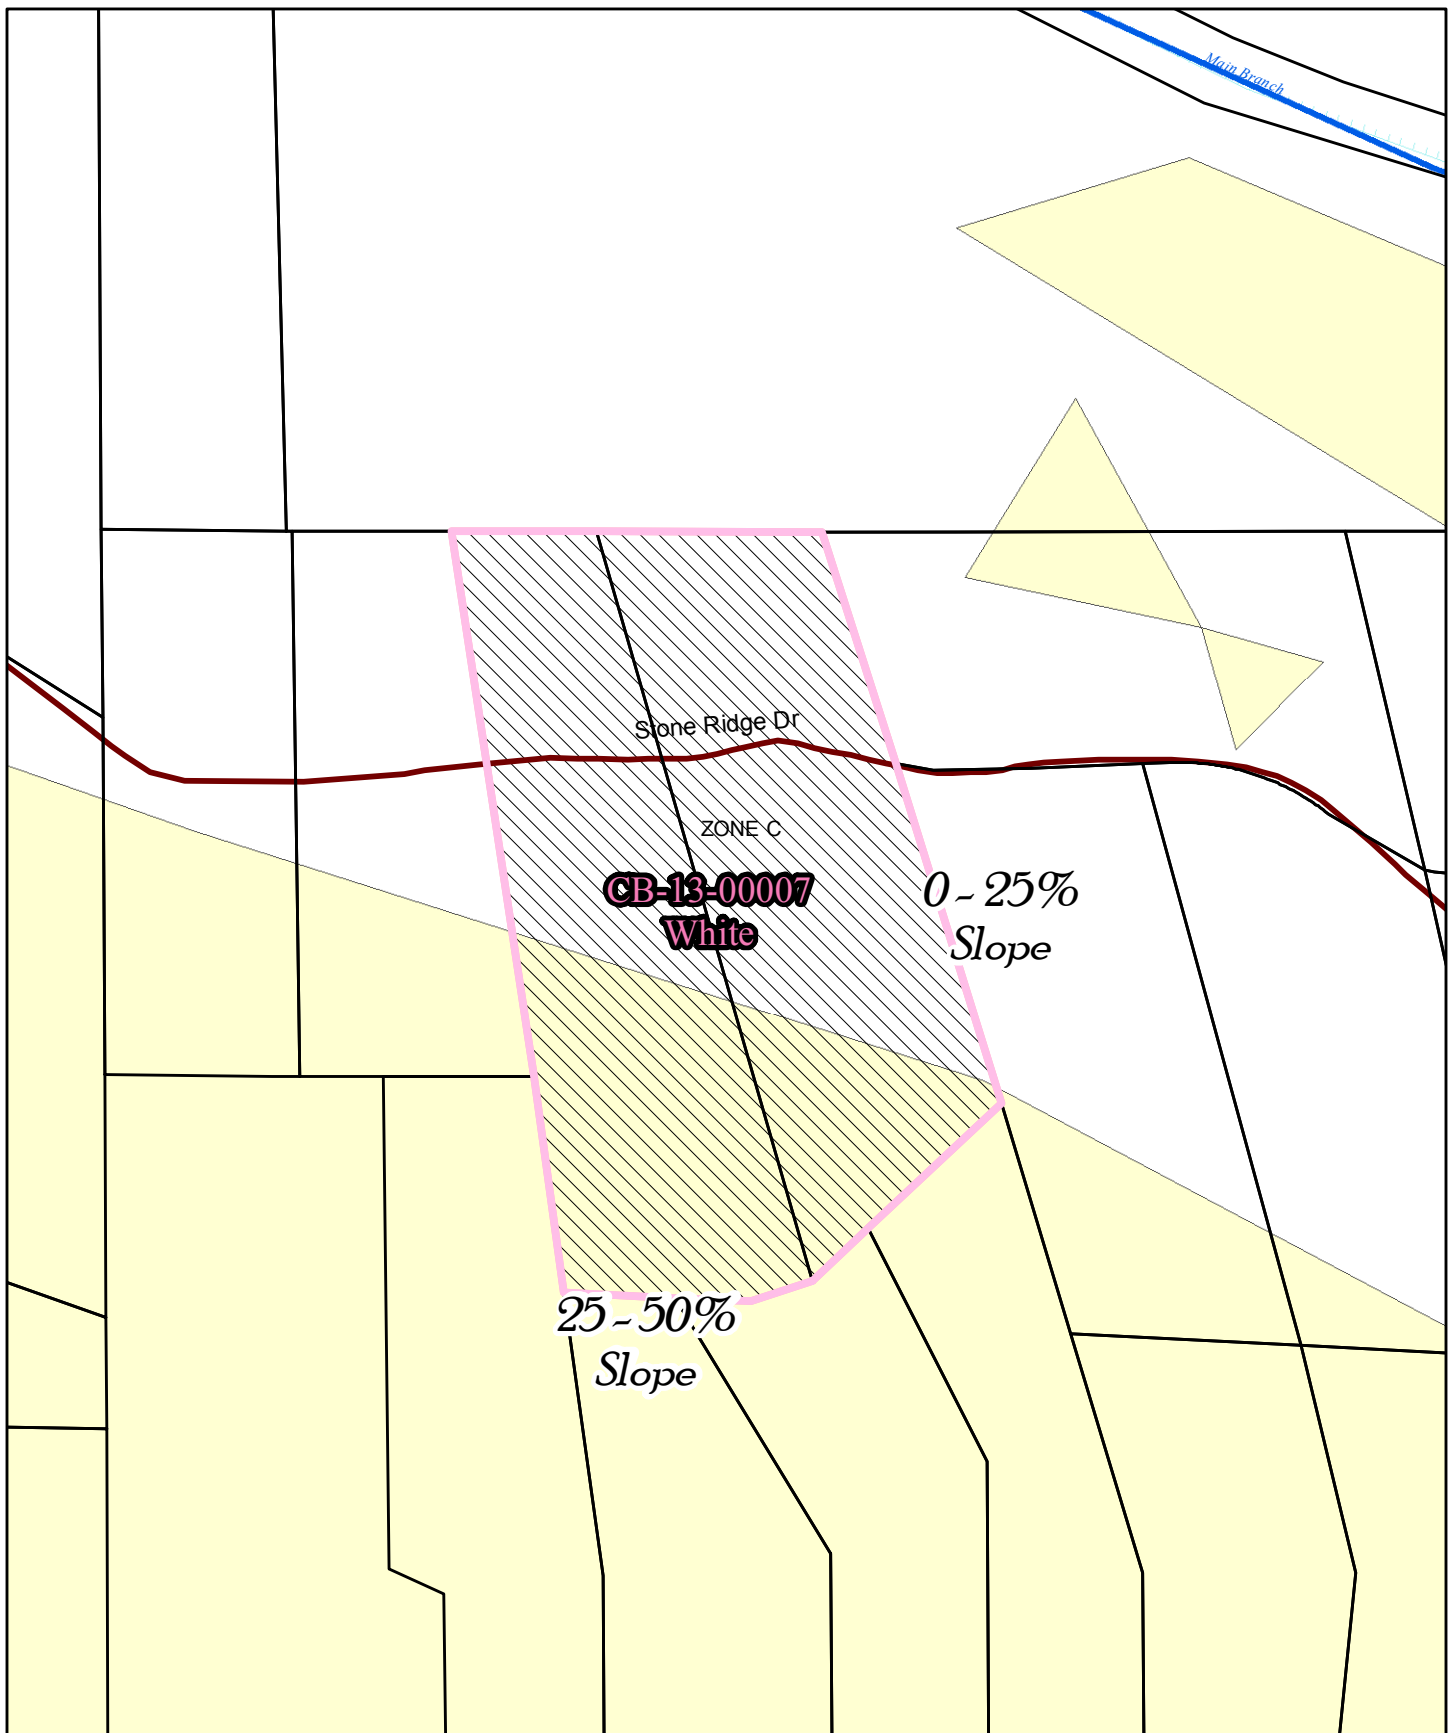 Main Branch
Stone Ridge Dr
ZONE C
CB-13-00007
White
0 - 25%
Slope
25 - 50%
Slope